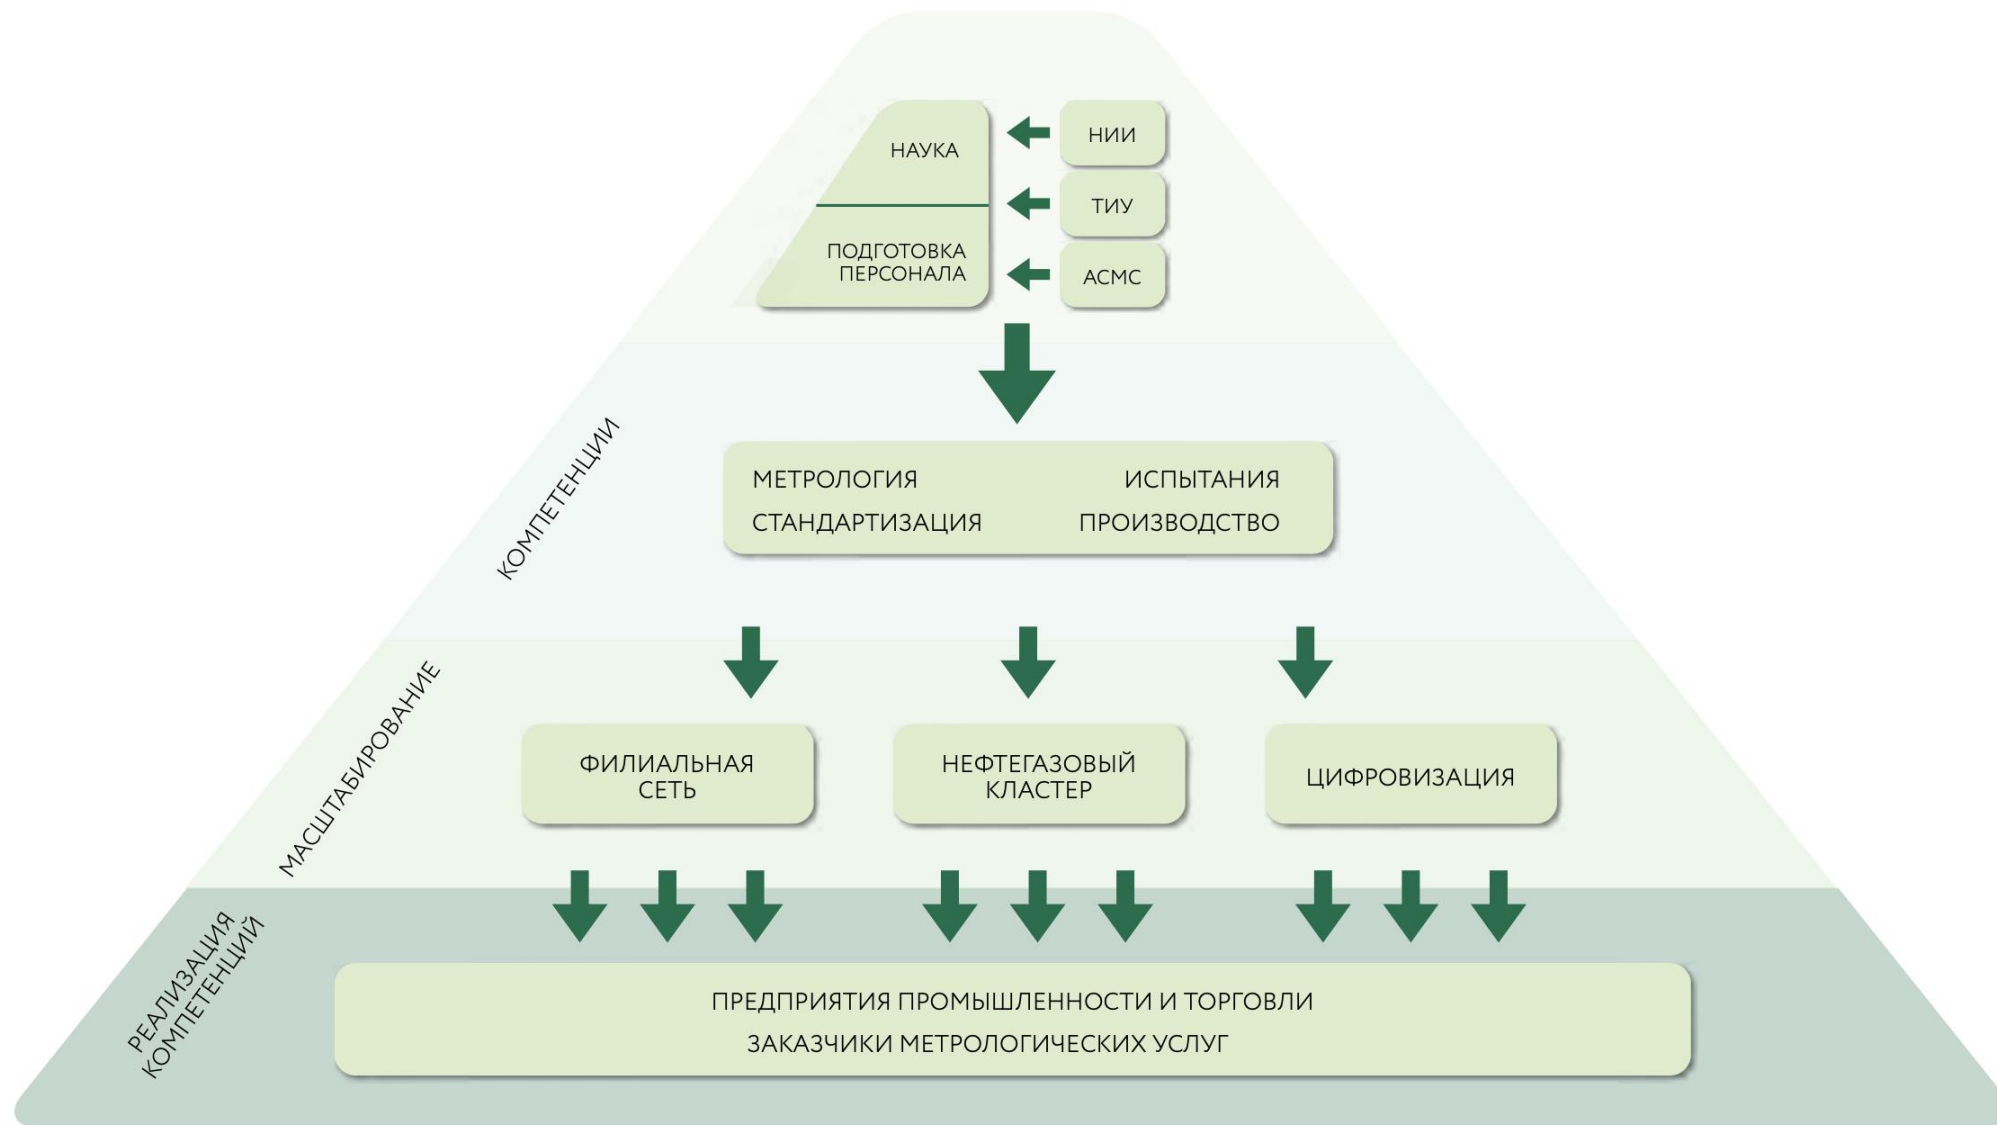 НАУКА
ПОДГОТОВКА
ПЕРСОНАЛА
НИИ
ТИУ
АСМС
КОМПЕТЕНЦИИ
МЕТРОЛОГИЯ
ИСПЫТАНИЯ
СТАНДАРТИЗАЦИЯ
ПРОИЗВОДСТВО
МАСШТАБИРОВАНИЕ
ФИЛИАЛЬНАЯ
СЕТЬ
НЕФТЕГАЗОВЫЙ
КЛАСТЕР
ЦИФРОВИЗАЦИЯ
РЕАЛИЗАЦИЯ
КОМПЕТЕНЦИЙ
ПРЕДПРИЯТИЯ ПРОМЫШЛЕННОСТИ И ТОРГОВЛИ
ЗАКАЗЧИКИ МЕТРОЛОГИЧЕСКИХ УСЛУГ